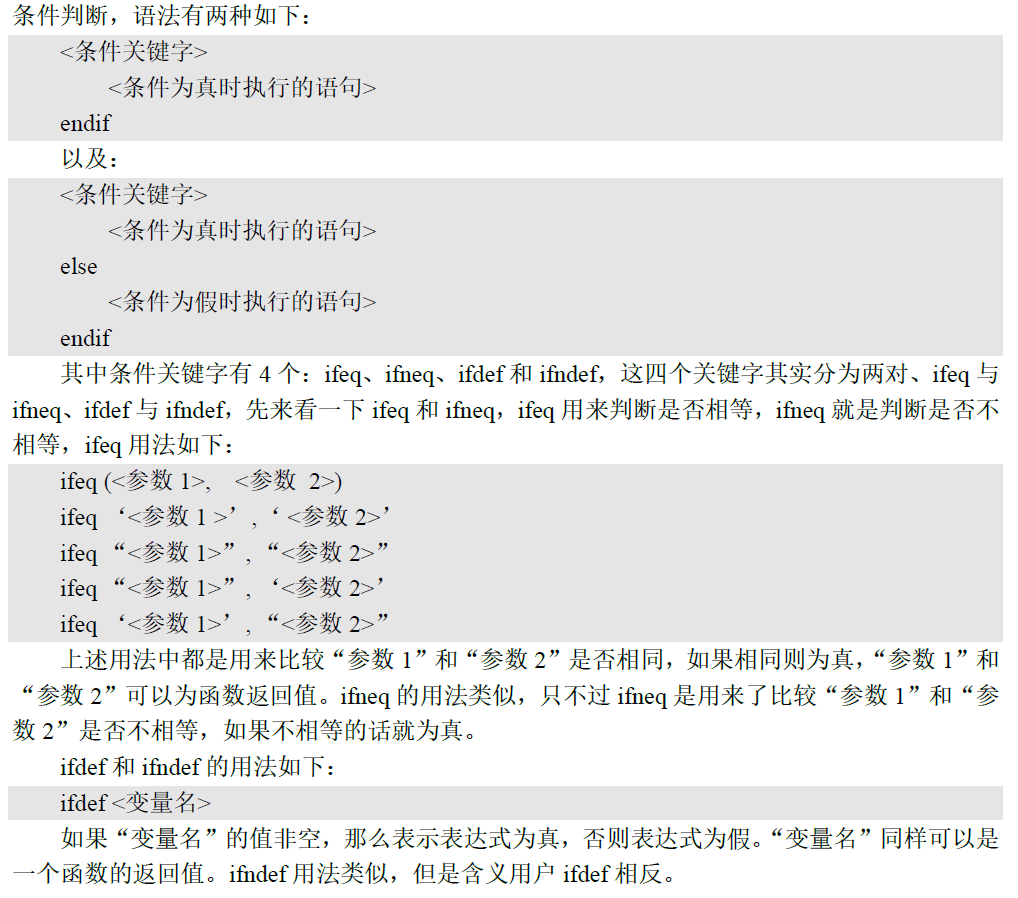 条件判断，语法有两种如下：
<条件关键字>
<条件为真时执行的语句>
endif
以及：
<条件关键字>
<条件为真时执行的语句>
else
<条件为假时执行的语句>
endif
其中条件关键字有 4 个：ifeq、ifneq、ifdef 和 ifndef，这四个关键字其实分为两对、ifeq 与
ifneq、ifdef 与 ifndef，先来看一下 ifeq 和 ifneq，ifeq 用来判断是否相等，ifneq 就是判断是否不
相等，ifeq 用法如下：
ifeq (<参数 1>, <参数 2>)
ifeq ‘<参数 1 >’,‘ <参数 2>’
ifeq “<参数 1>”, “<参数 2>”
ifeq “<参数 1>”, ‘<参数 2>’
ifeq ‘<参数 1>’, “<参数 2>”
上述用法中都是用来比较“参数 1”和“参数 2”是否相同，如果相同则为真，“参数 1”和
“参数 2”可以为函数返回值。ifneq 的用法类似，只不过 ifneq 是用来了比较“参数 1”和“参
数 2”是否不相等，如果不相等的话就为真。
ifdef 和 ifndef 的用法如下：
ifdef <变量名>
如果“变量名”的值非空，那么表示表达式为真，否则表达式为假。“变量名”同样可以是
一个函数的返回值。ifndef 用法类似，但是含义用户 ifdef 相反。